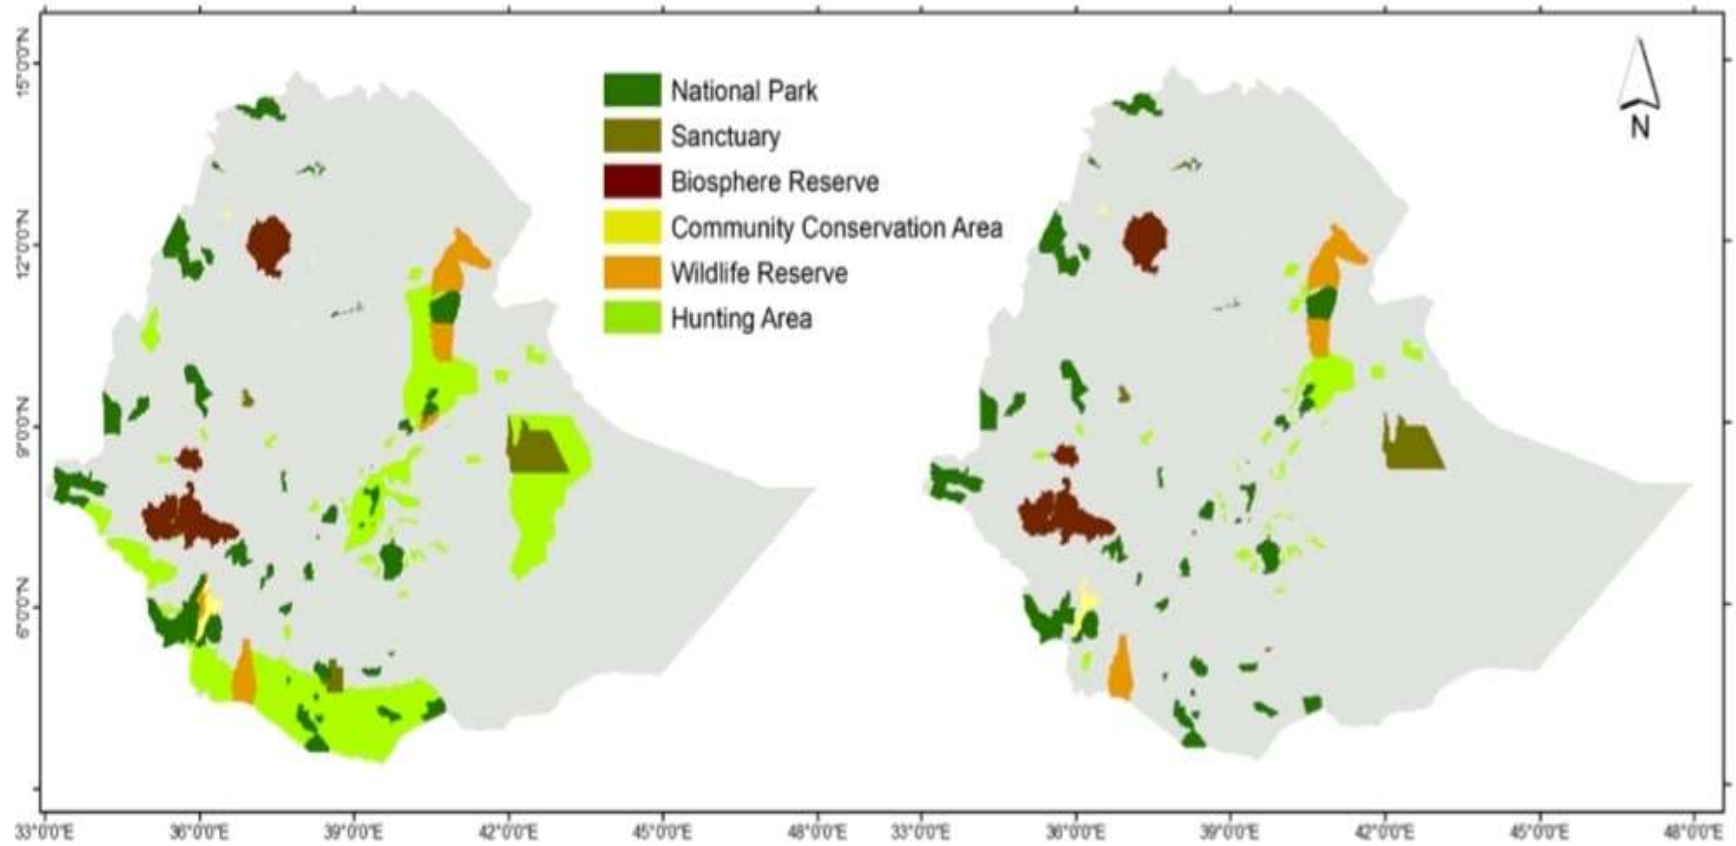 National Park
Sanctuary
Biosphere Reserve
Community Conservation Area
Wildlife Reserve
Hunting Area
N
15°0'0"N
12°0'0"N
9°0'0"N
6°0'0"N
33°0'0"E 36°0'0"E 39°0'0"E 42°0'0"E 45°0'0"E 48°0'0"E 33°0'0"E 36°0'0"E 39°0'0"E 42°0'0"E 45°0'0"E 48°0'0"E